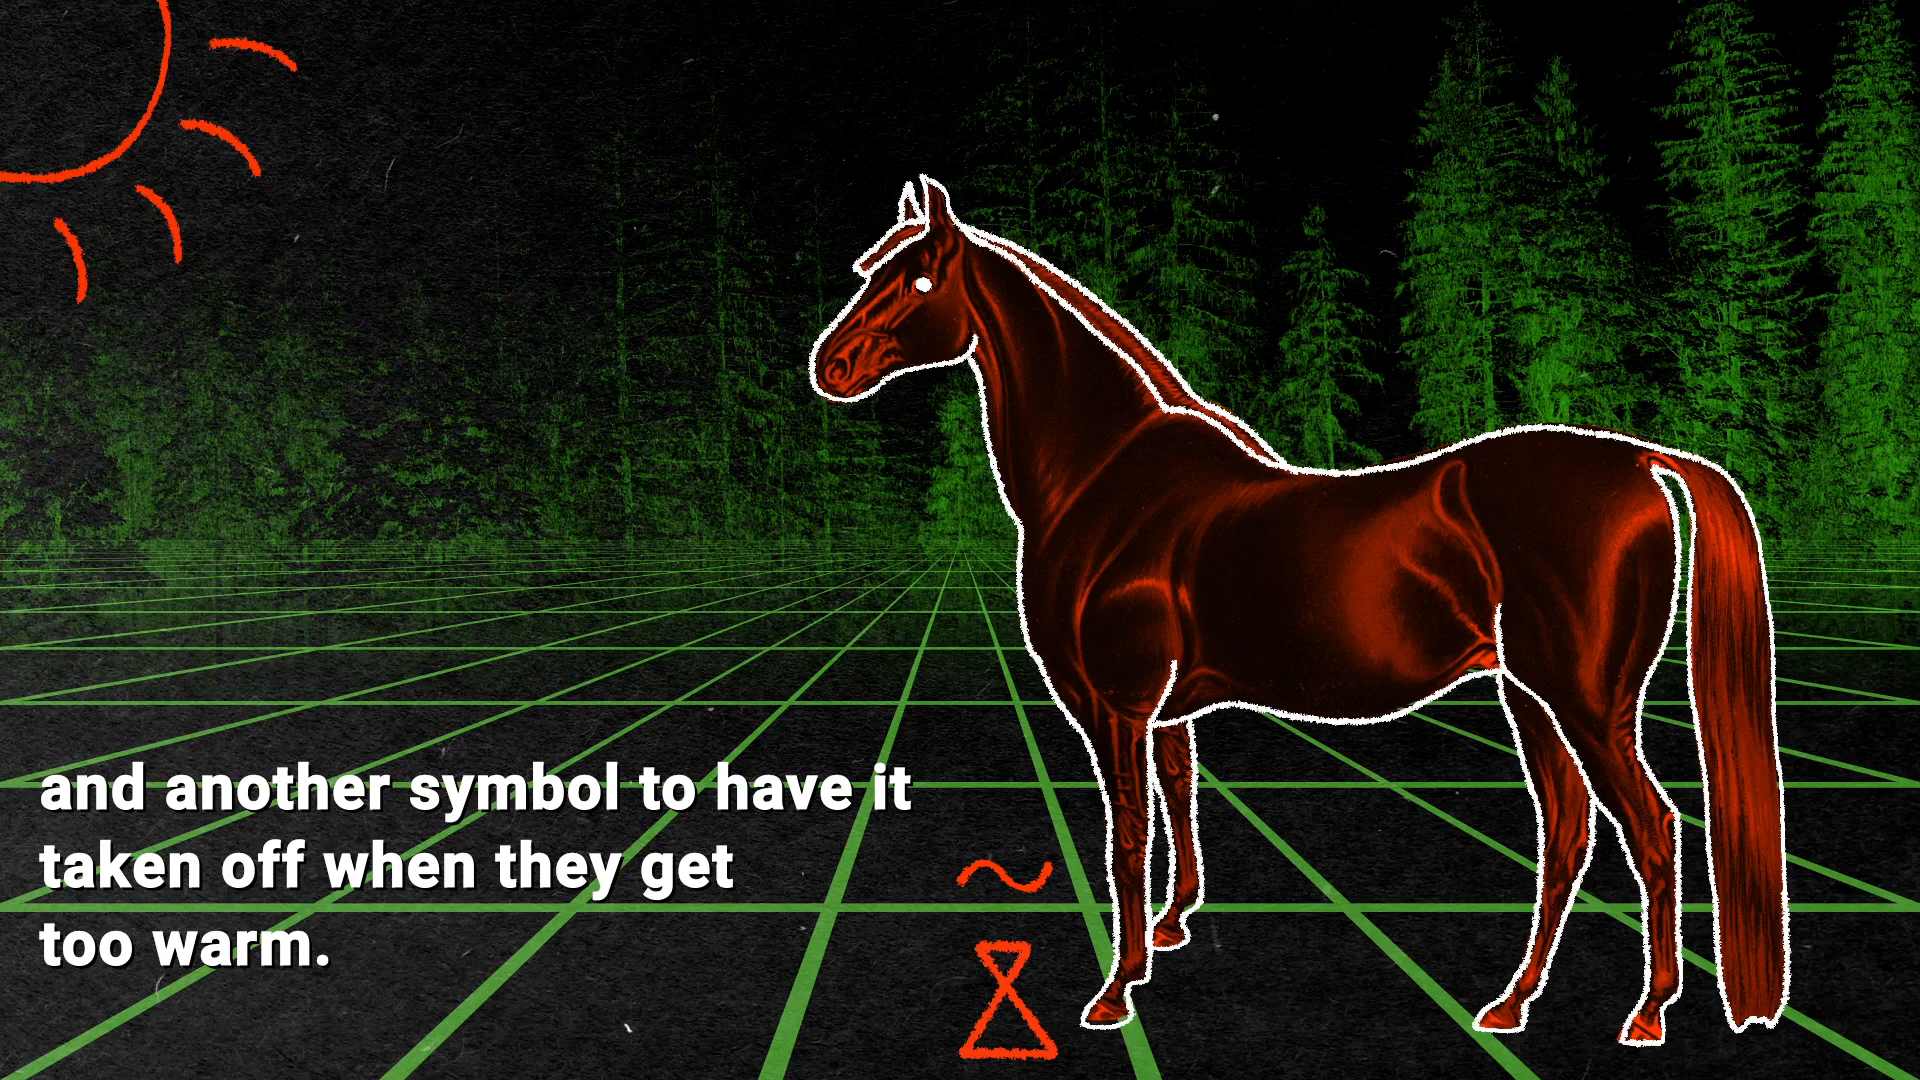 and another symbol to have it
taken off when they get
too warm.